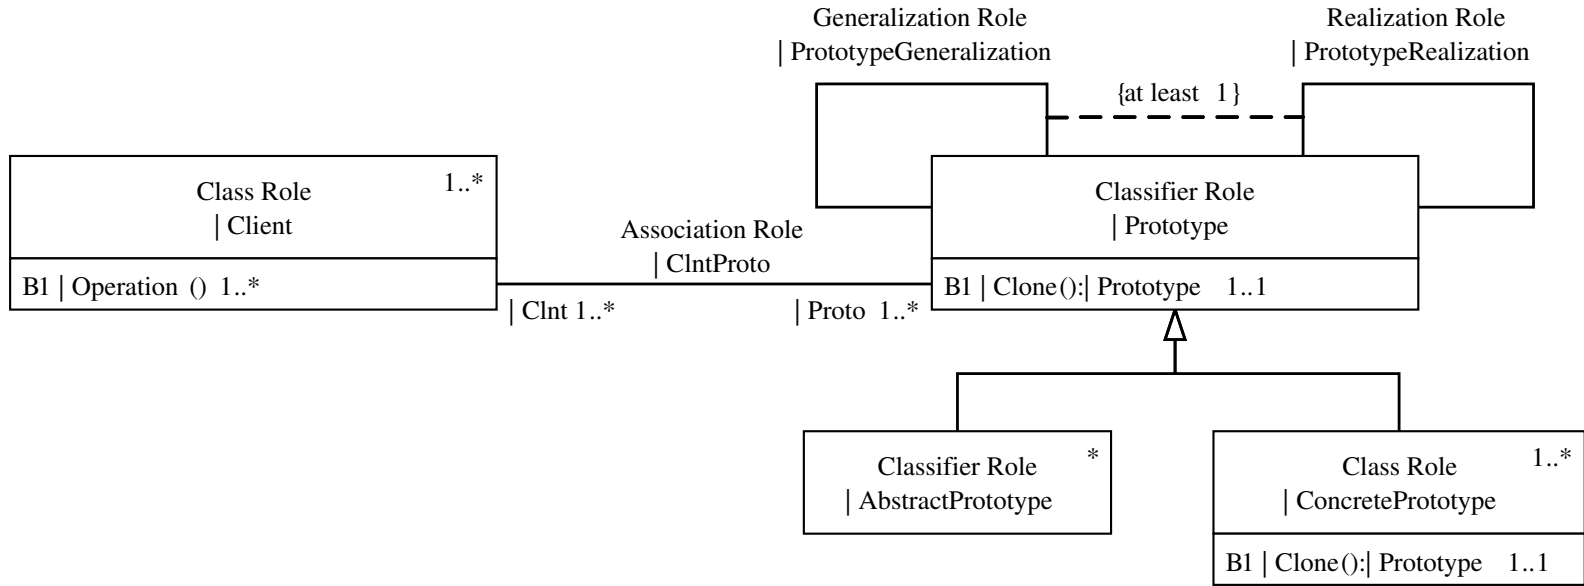 Generalization Role
| PrototypeGeneralization
Realization Role
| PrototypeRealization
{at least 1}
Class Role 1..*
| Client
B1 | Operation () 1..*
Association Role
| ClntProto
| Clnt 1..*
| Proto 1..*
Classifier Role
| Prototype
B1 | Clone():| Prototype 1..1
Classifier Role *
| AbstractPrototype
Class Role 1..*
| ConcretePrototype
B1 | Clone():| Prototype 1..1